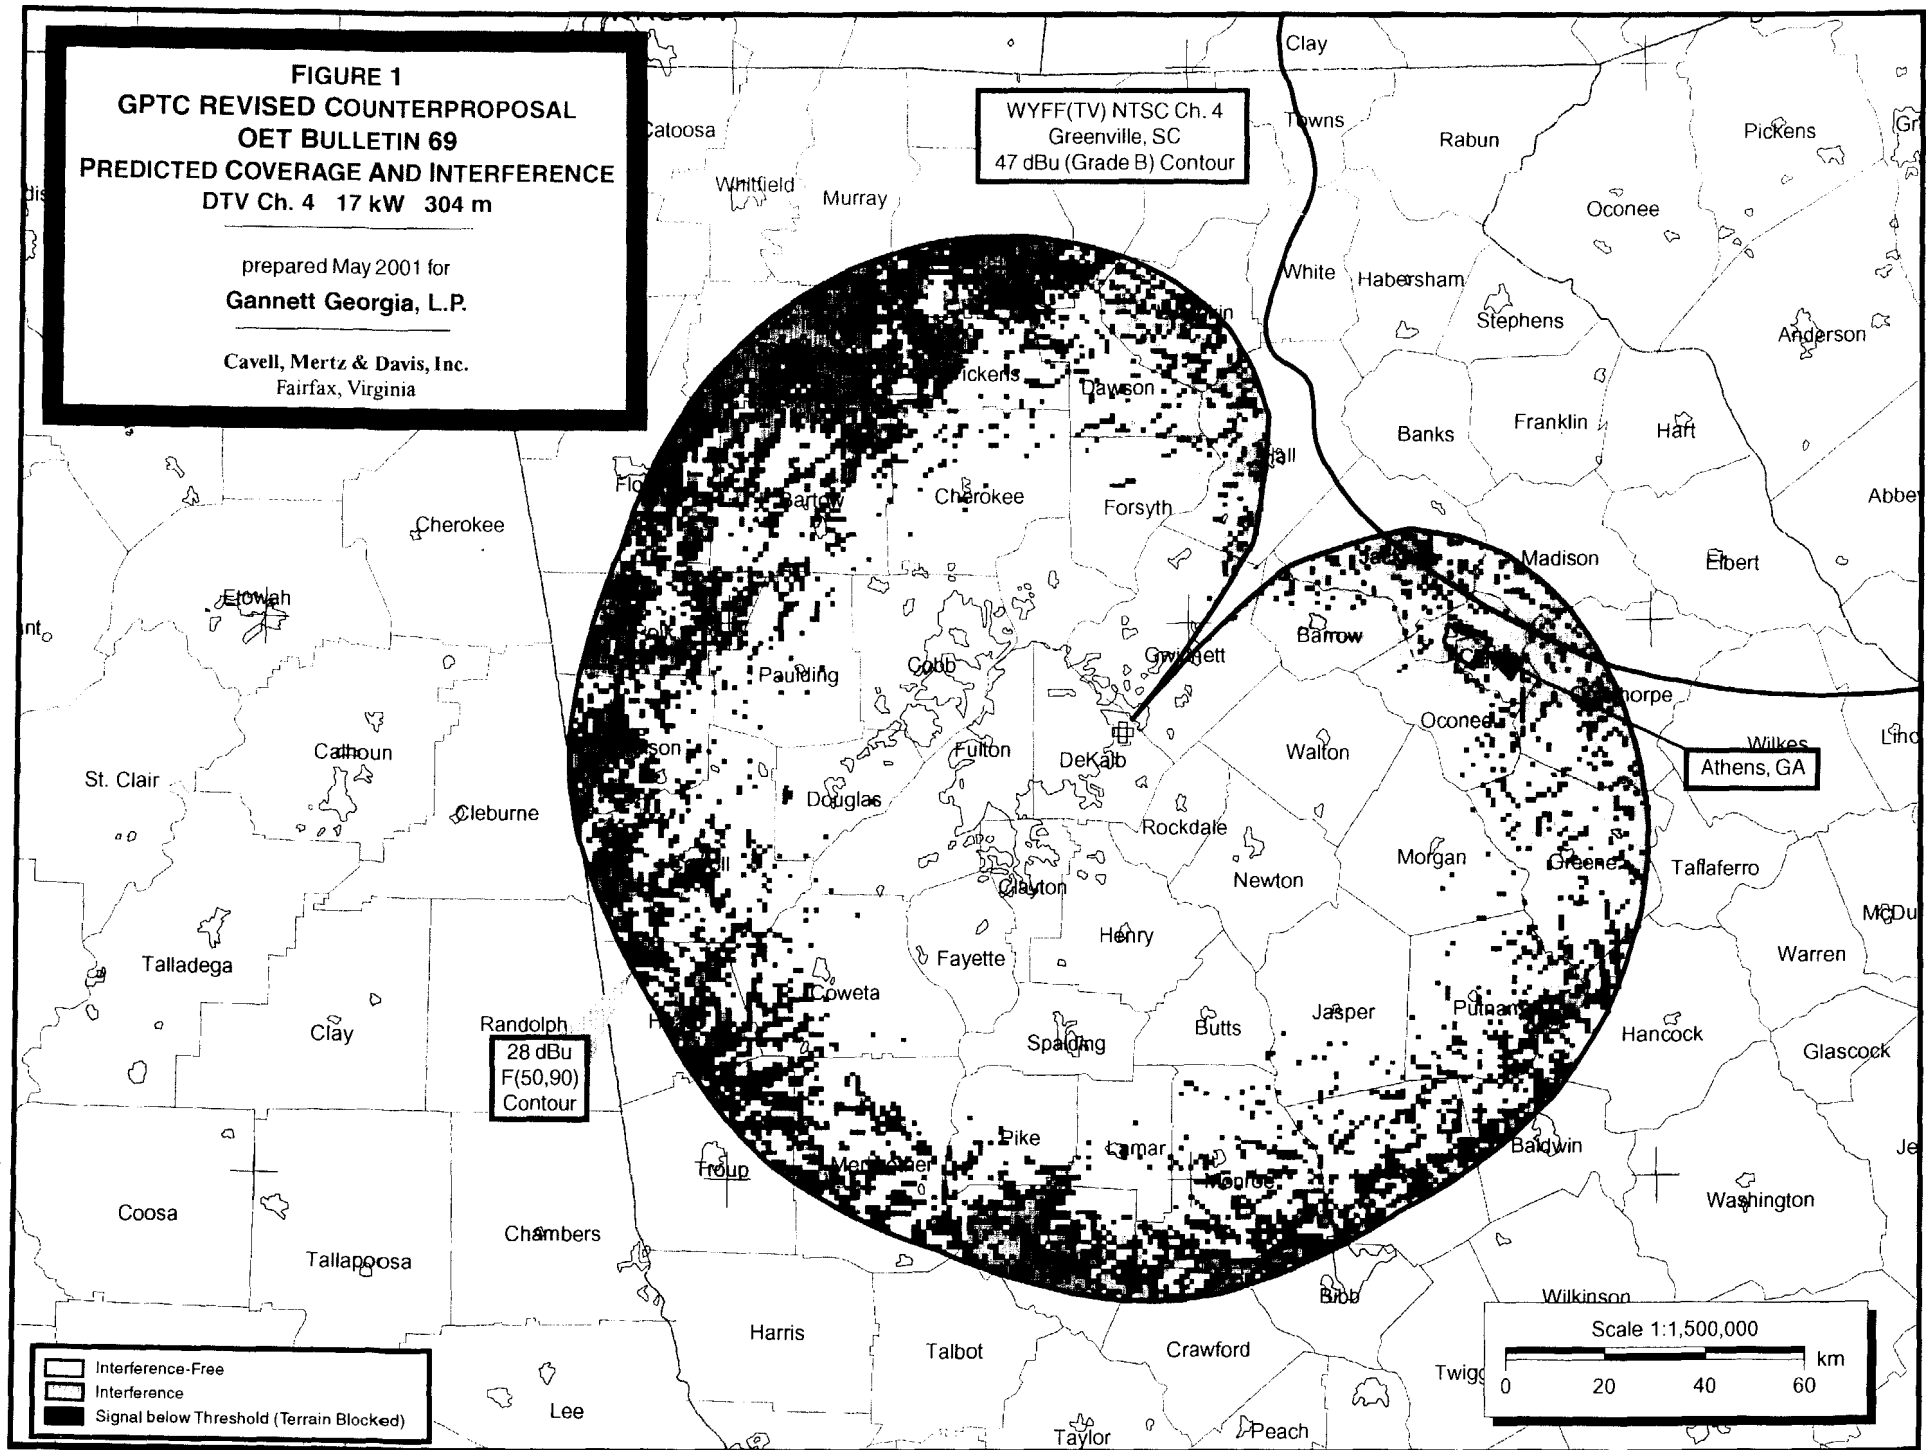 FIGURE 1
GPTC REVISED COUNTERPROPOSAL
OET BULLETIN 69
PREDICTED COVERAGE AND INTERFERENCE
DTV Ch. 4 17 kW 304 m
prepared May 2001 for
Gannett Georgia, L.P.
Cavell, Mertz & Davis, Inc.
Fairfax, Virginia
WYFF(TV) NTSC Ch. 4
Greenville, SC
47 dBu (Grade B) Contour
Clay
Catoosa
Towns
Rabun
Pickens
Whitfield
Murray
Oconee
White
Habersham
Stephens
Anderson
Pickens
Dawson
Banks
Franklin
Hart
Bartow
Cherokee
Forsyth
Cherokee
Madison
Elbert
Etowah
Barrow
Cobb
Gwinnett
Paulding
Oconee
Calhoun
Fulton
DeKalb
Walton
Wilkes
Athens, GA
St. Clair
Cleburne
Douglas
Rockdale
Morgan
Greene
Taliaferro
Clayton
Newton
Henry
Fayette
Warren
Talladega
Coweta
Randolph
28 dBu
F(50,90)
Contour
Clay
Spalding
Butts
Jasper
Putnam
Hancock
Glascock
Pike
Lamar
Baldwin
Troup
Meriwether
Monroe
Washington
Coosa
Chambers
Tallapoosa
Bibb
Wilkinson
Harris
Talbot
Crawford
Lee
Taylor
Peach
Interference-Free
Interference
Signal below Threshold (Terrain Blocked)
Scale 1:1,500,000
km
0 20 40 60